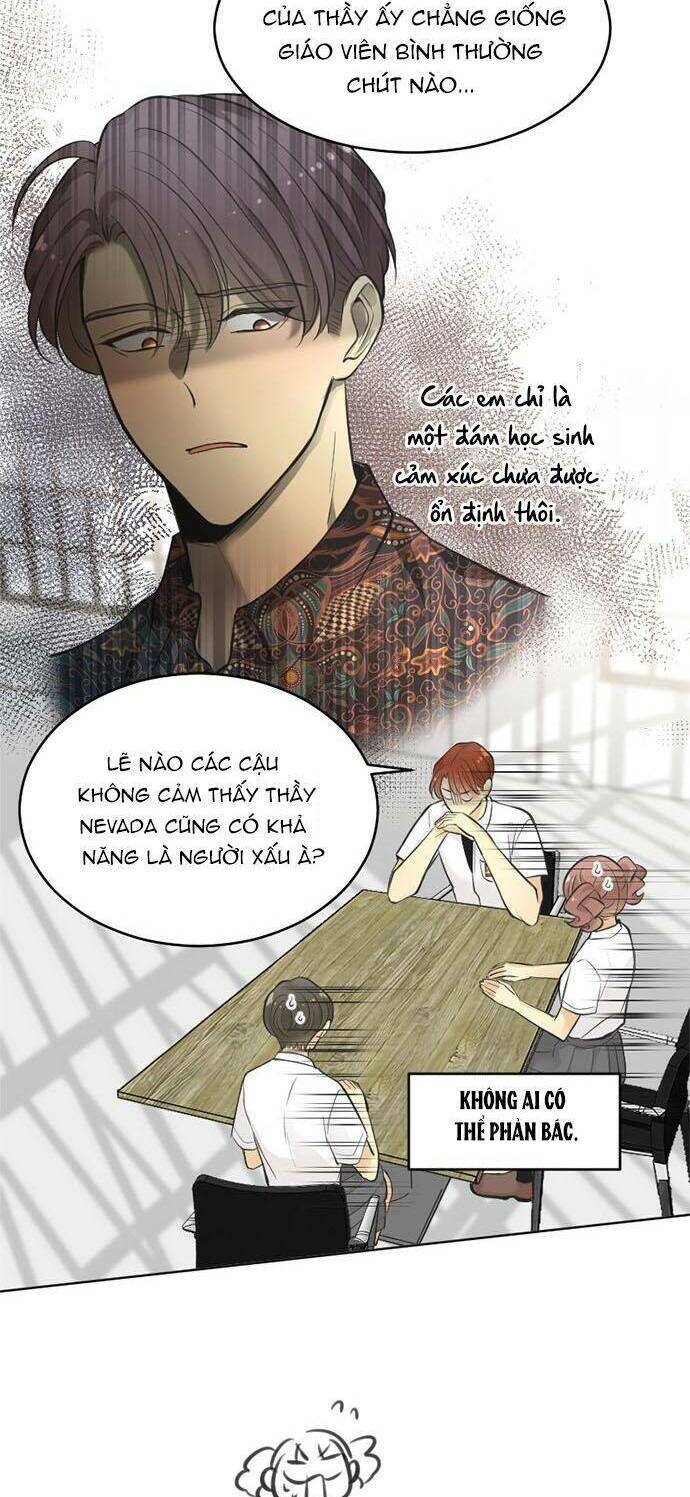 CỦA THẦY ẤY CHẲNG GIỐNG
GIÁO VIÊN BÌNH THƯỜNG
CHÚT NÀO...
Các em chỉ là
một đám học sinh
cảm xúc chưa được
ổn định thôi.
LẼ NÀO CÁC CẬU
KHÔNG CẢM THẤY THẦY
NEVADA CŨNG CÓ KHẢ
NĂNG LÀ NGƯỜI XẤU À?
KHÔNG AI CÓ
THỂ PHẢN BÁC.